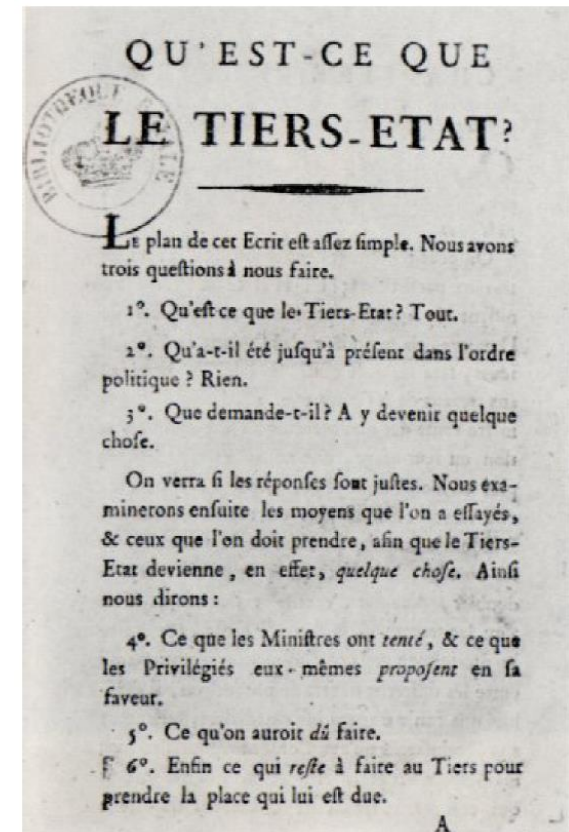 QU'EST-CE QUE
LE TIERS-ETAT?
BIBLIOTHEQUE ROYALE
LE plan de cet Ecrit eſt aſſez ſimple. Nous avons
trois queſtions à nous faire.
1°. Qu'eſt-ce que le Tiers-Etat? Tout.
2°. Qu'a-t-il été juſqu'à préſent dans l'ordre
politique? Rien.
3°. Que demande-t-il? A y devenir quelque
choſe.
On verra ſi les réponſes ſont juſtes. Nous exa-
minerons enſuite les moyens que l'on a eſſayés,
& ceux que l'on doit prendre, afin que le Tiers-
Etat devienne, en effet, quelque choſe. Ainſi
nous dirons:
4°. Ce que les Miniſtres ont tenté, & ce que
les Privilégiés eux-mêmes propoſent en ſa
faveur.
5°. Ce qu'on auroit dû faire.
6°. Enfin ce qui reſte à faire au Tiers pour
prendre la place qui lui eſt due.
A